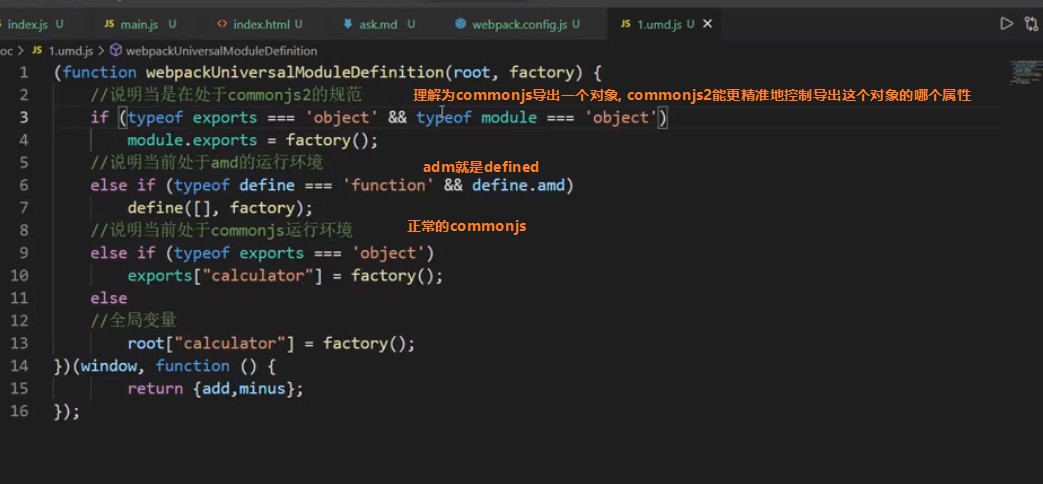 index.js U JS main.js U <> index.html U ask.md U webpack.config.js U JS 1.umd.js U ×
oc > JS 1.umd.js > webpackUniversalModuleDefinition
1 (function webpackUniversalModuleDefinition(root, factory) {
2 //说明当是在处于commonjs2的规范 理解为commonjs导出一个对象, commonjs2能更精准地控制导出这个对象的哪个属性
3 if (typeof exports === 'object' && typeof module === 'object')
4 module.exports = factory();
5 //说明当前处于amd的运行环境 adm就是defined
6 else if (typeof define === 'function' && define.amd)
7 define([], factory);
8 //说明当前处于commonjs运行环境 正常的commonjs
9 else if (typeof exports === 'object')
10 exports["calculator"] = factory();
11 else
12 //全局变量
13 root["calculator"] = factory();
14 })(window, function () {
15 return {add,minus};
16 });